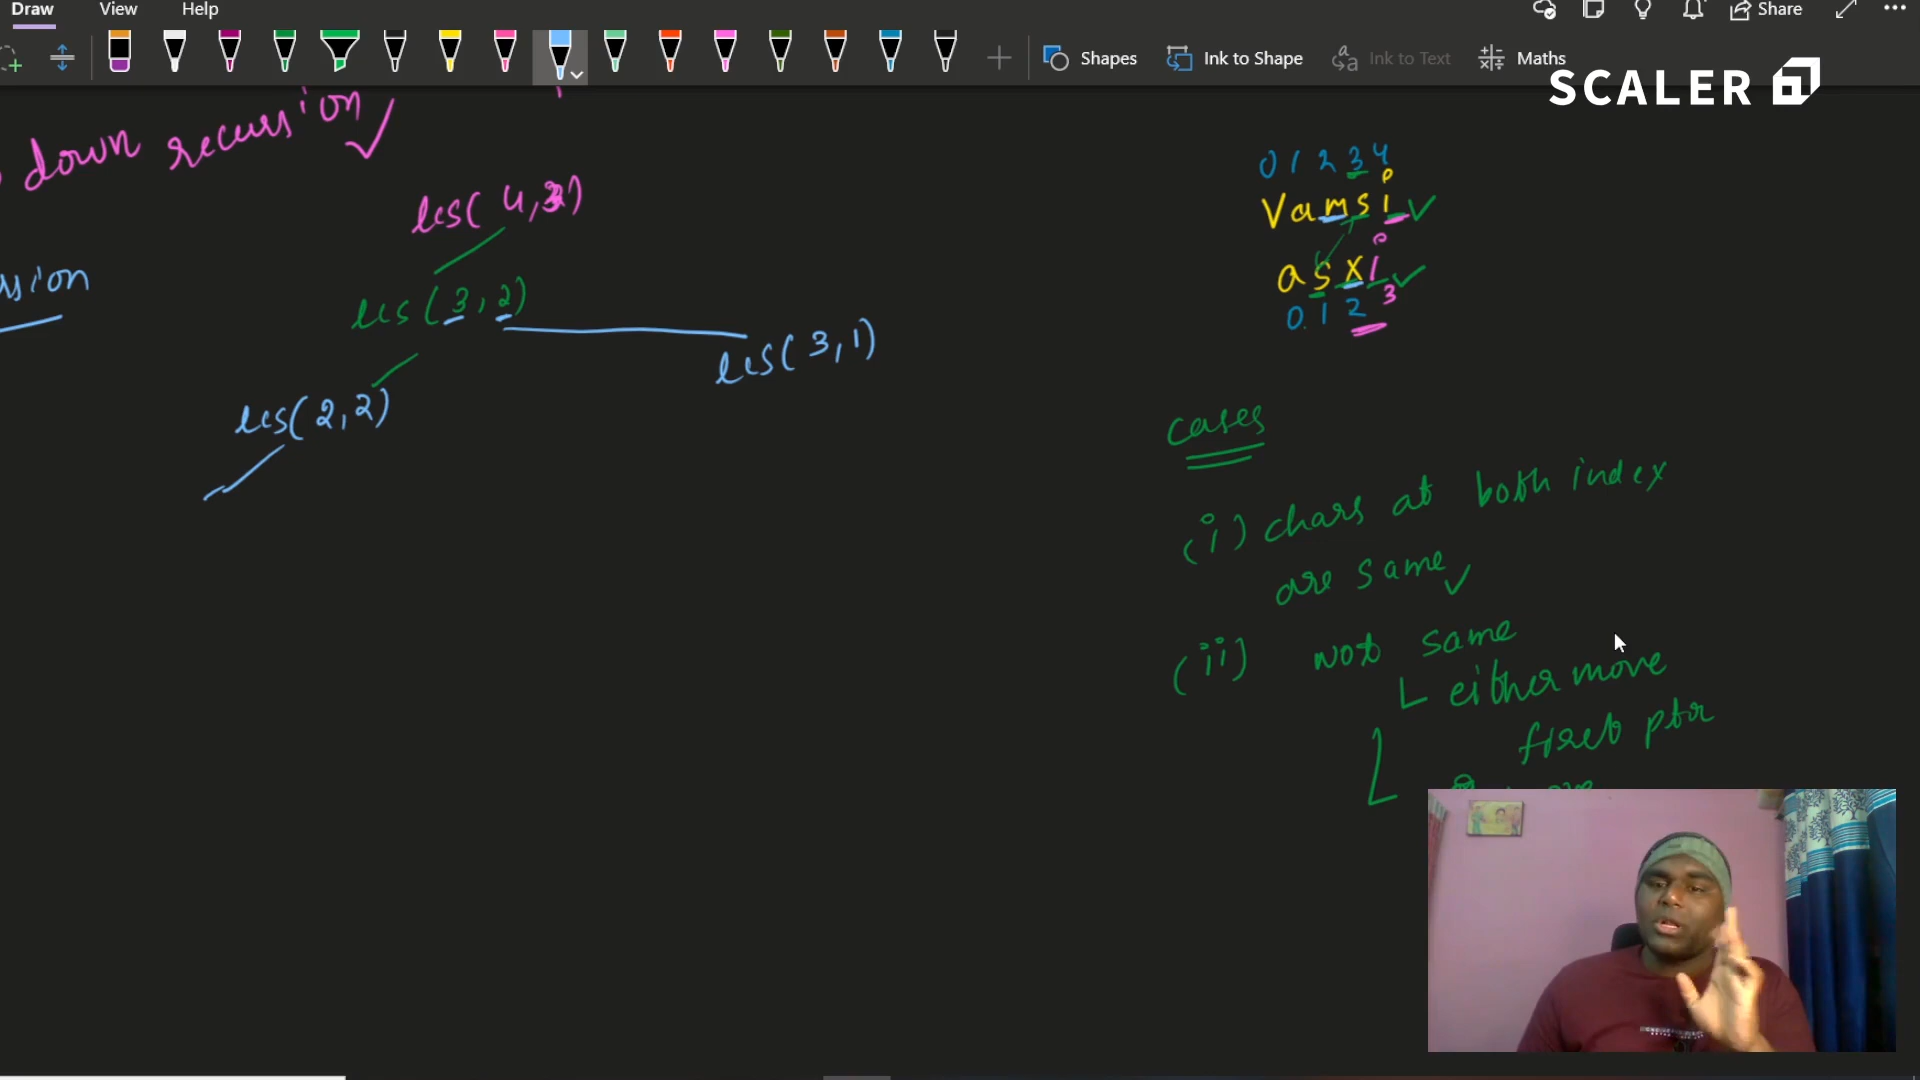 Draw View Help Share
Shapes Ink to Shape Ink to Text Maths
SCALER
down recursion
lcs(4,3)
lcs(3,2)
lcs(3,1)
lcs(2,2)
0 1 2 3 4
Vamsi
asxi
0 1 2 3
cases
(i) chars at both index
are same
(ii) not same
either move
first ptr